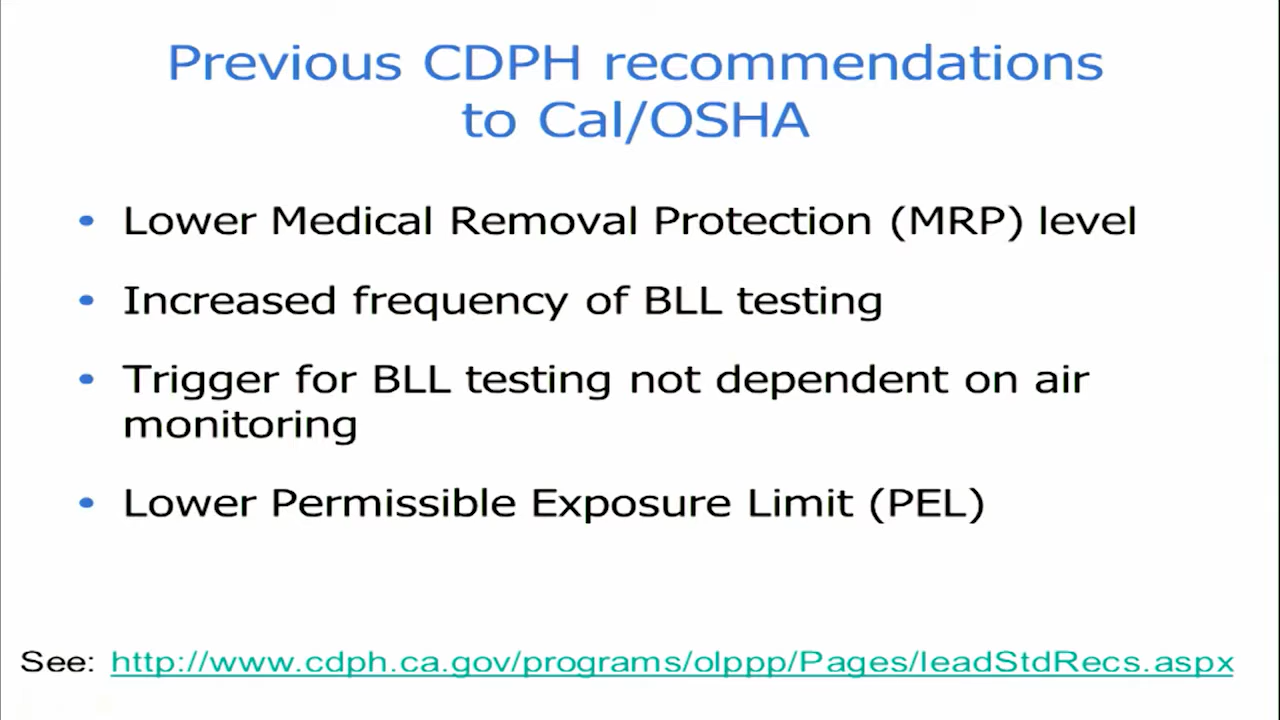 Previous CDPH recommendations
to Cal/OSHA
• Lower Medical Removal Protection (MRP) level
• Increased frequency of BLL testing
• Trigger for BLL testing not dependent on air
monitoring
• Lower Permissible Exposure Limit (PEL)
See: http://www.cdph.ca.gov/programs/olppp/Pages/leadStdRecs.aspx